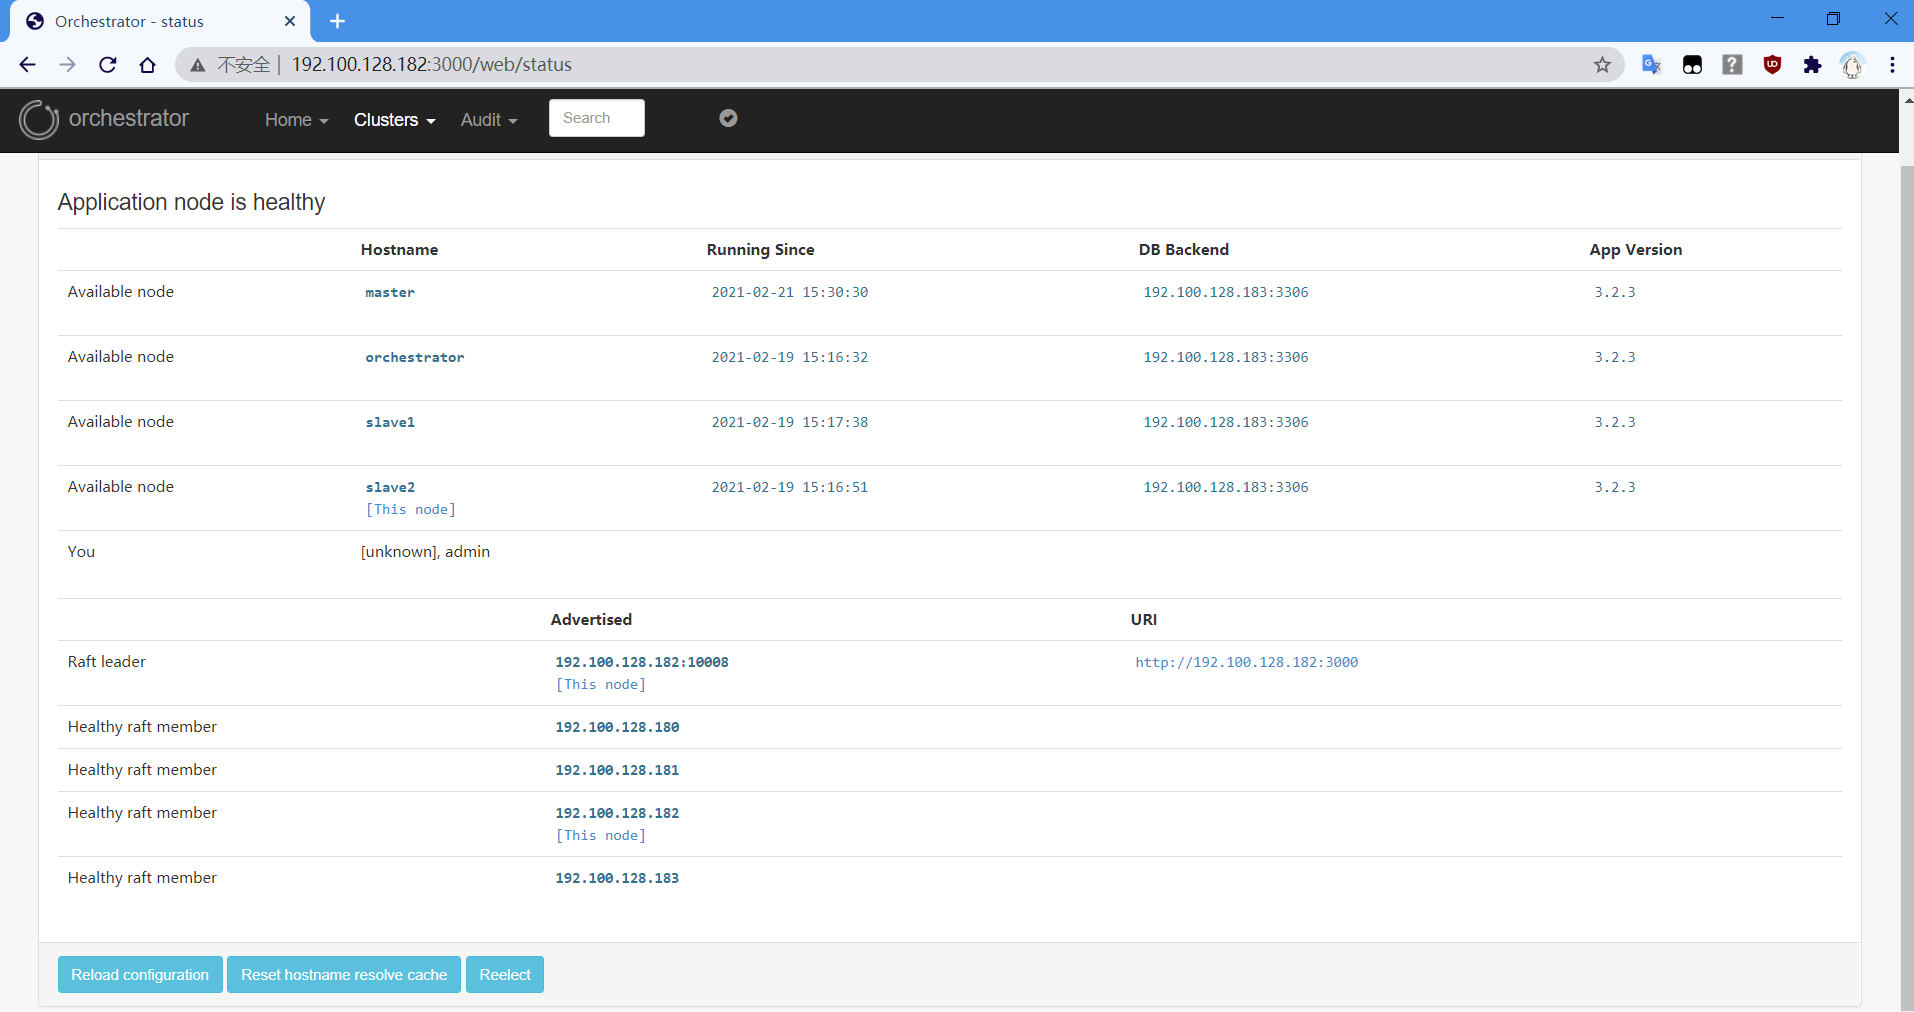 Orchestrator - status
不安全 | 192.100.128.182:3000/web/status
orchestrator Home Clusters Audit Search
Application node is healthy
Hostname Running Since DB Backend App Version
Available node master 2021-02-21 15:30:30 192.100.128.183:3306 3.2.3
Available node orchestrator 2021-02-19 15:16:32 192.100.128.183:3306 3.2.3
Available node slave1 2021-02-19 15:17:38 192.100.128.183:3306 3.2.3
Available node slave2 2021-02-19 15:16:51 192.100.128.183:3306 3.2.3
[This node]
You [unknown], admin
Advertised URI
Raft leader 192.100.128.182:10008 http://192.100.128.182:3000
[This node]
Healthy raft member 192.100.128.180
Healthy raft member 192.100.128.181
Healthy raft member 192.100.128.182
[This node]
Healthy raft member 192.100.128.183
Reload configuration Reset hostname resolve cache Reelect